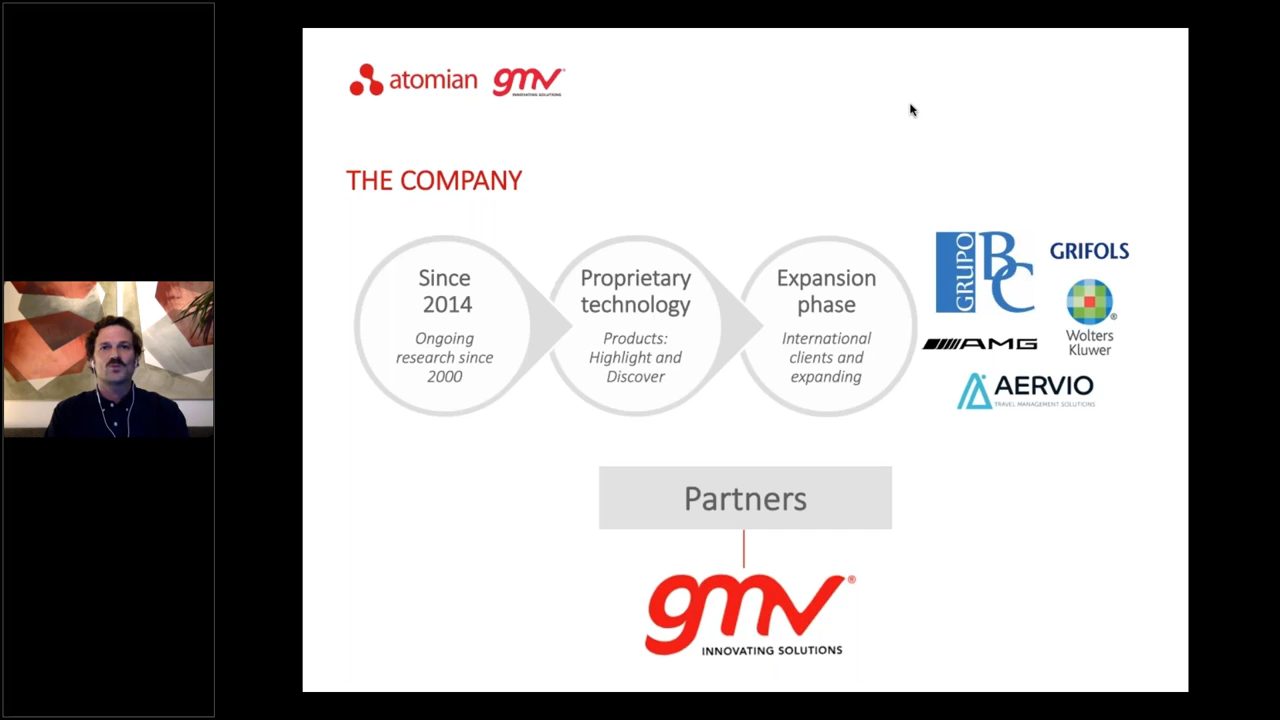 atomian gmv
INNOVATING SOLUTIONS
THE COMPANY
Since
2014
Ongoing
research since
2000
Proprietary
technology
Products:
Highlight and
Discover
Expansion
phase
International
clients and
expanding
GRUPO BC
GRIFOLS
AMG
Wolters
Kluwer
AERVIO
TRAVEL MANAGEMENT SOLUTIONS
Partners
gmv®
INNOVATING SOLUTIONS